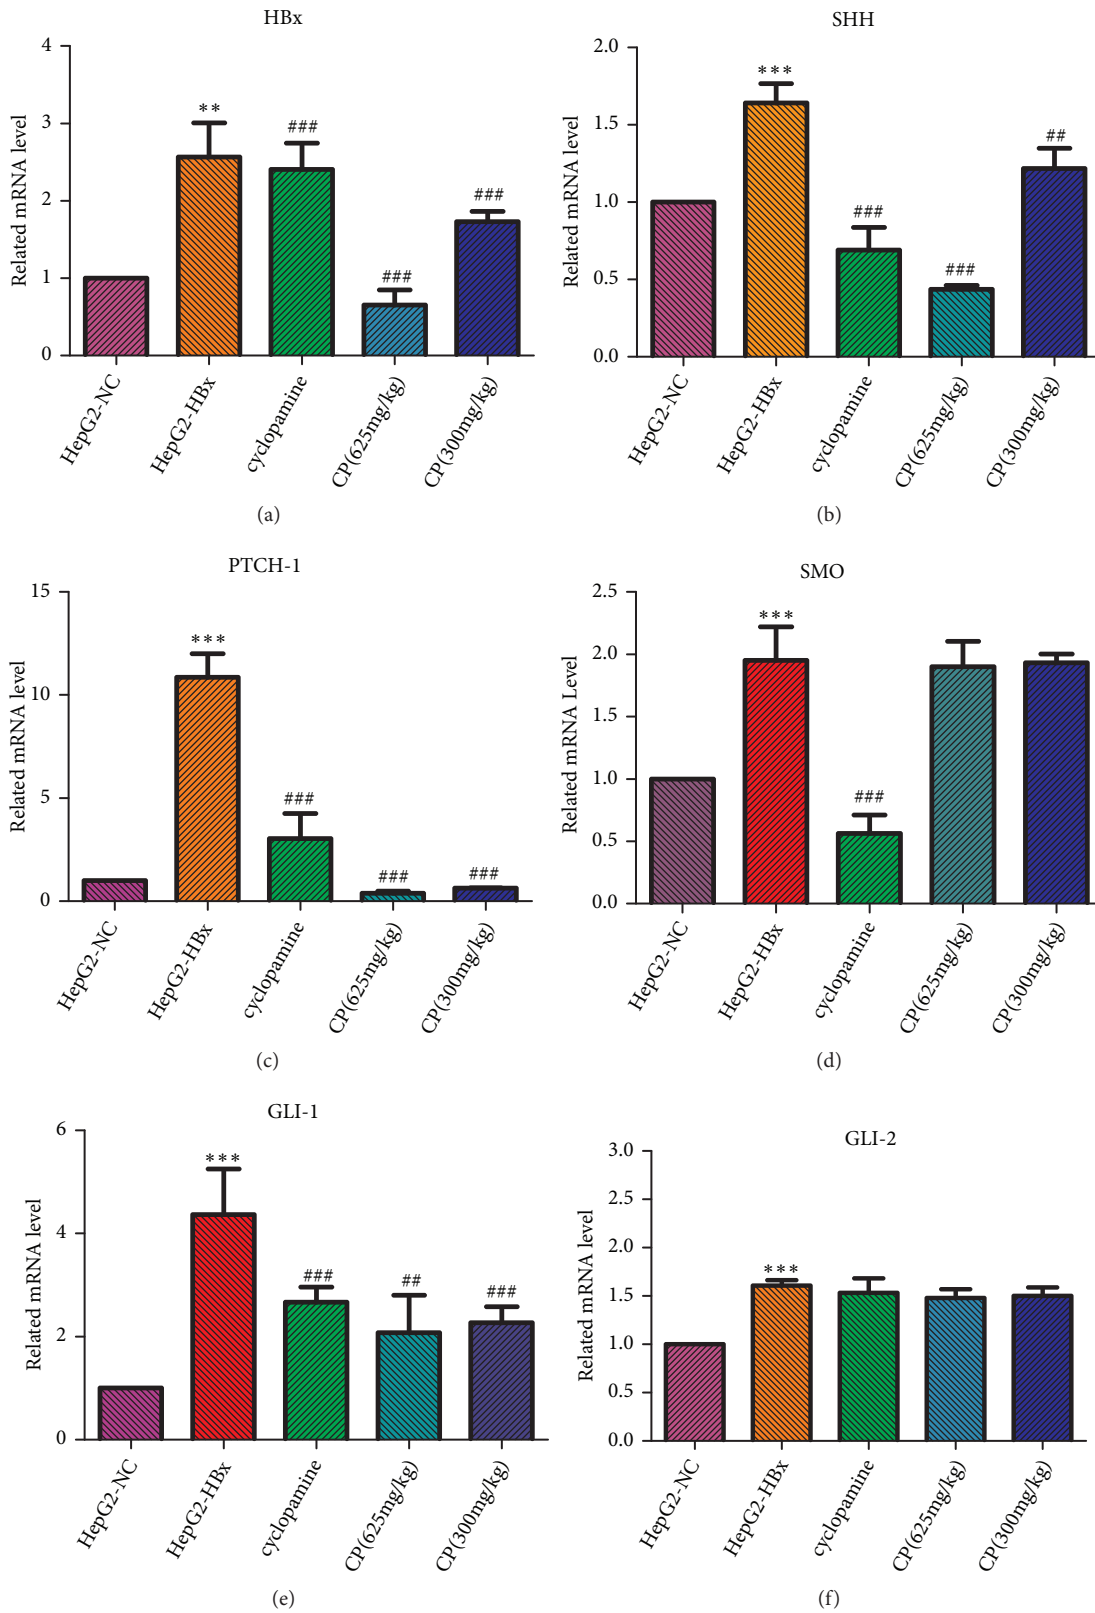 HBx
Related mRNA level
4
3
2
1
0
**
###
###
###
HepG2-NC
HepG2-HBx
cyclopamine
CP(625mg/kg)
CP(300mg/kg)
(a)
SHH
Related mRNA level
2.0
1.5
1.0
0.5
0.0
***
###
###
##
HepG2-NC
HepG2-HBx
cyclopamine
CP(625mg/kg)
CP(300mg/kg)
(b)
PTCH-1
Related mRNA level
15
10
5
0
***
###
###
###
HepG2-NC
HepG2-HBx
cyclopamine
CP(625mg/kg)
CP(300mg/kg)
(c)
SMO
Related mRNA Level
2.5
2.0
1.5
1.0
0.5
0.0
***
###
HepG2-NC
HepG2-HBx
cyclopamine
CP(625mg/kg)
CP(300mg/kg)
(d)
GLI-1
Related mRNA level
6
4
2
0
***
###
##
###
HepG2-NC
HepG2-HBx
cyclopamine
CP(625mg/kg)
CP(300mg/kg)
(e)
GLI-2
Related mRNA level
3.0
2.5
2.0
1.5
1.0
0.5
0.0
***
HepG2-NC
HepG2-HBx
cyclopamine
CP(625mg/kg)
CP(300mg/kg)
(f)